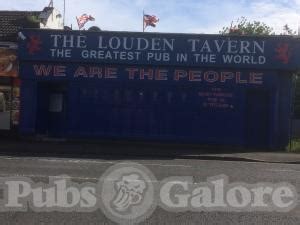 THE LOUDEN TAVERN
THE GREATEST PUB IN THE WORLD
WE ARE THE PEOPLE
Pubs Galore